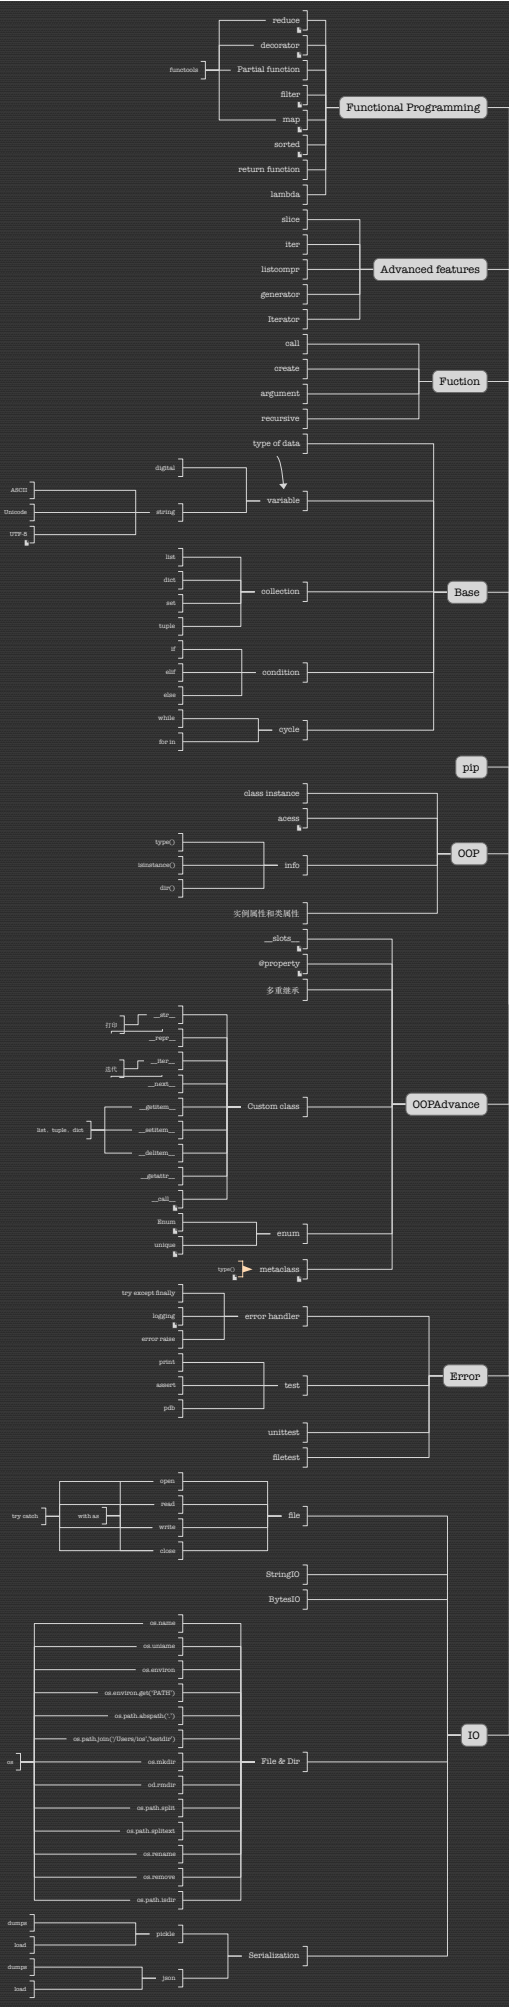 reduce
decorator
functools
Partial function
filter
Functional Programming
map
sorted
return function
lambda
slice
iter
listcompr
Advanced features
generator
Iterator
call
create
Fuction
argument
recursive
type of data
digital
ASCII
variable
Unicode
string
UTF-8
list
dict
collection
Base
set
tuple
if
elif
condition
else
while
cycle
for in
pip
class instance
acess
type()
OOP
isinstance()
info
dir()
实例属性和类属性
__slots__
@property
多重继承
__str__
打印
__repr__
__iter__
迭代
__next__
__getitem__
Custom class
OOPAdvance
list、tuple、dict
__setitem__
__delitem__
__getattr__
__call__
Enum
enum
unique
type()
metaclass
try except finally
logging
error handler
error raise
print
Error
assert
test
pdb
unittest
filetest
open
read
try catch
with as
file
write
close
StringIO
BytesIO
os.name
os.uname
os.environ
os.environ.get('PATH')
os.path.abspath('.')
IO
os.path.join('/Users/ios','testdir')
os
os.mkdir
File & Dir
od.rmdir
os.path.split
os.path.splitext
os.rename
os.remove
os.path.isdir
dumps
pickle
load
Serialization
dumps
json
load